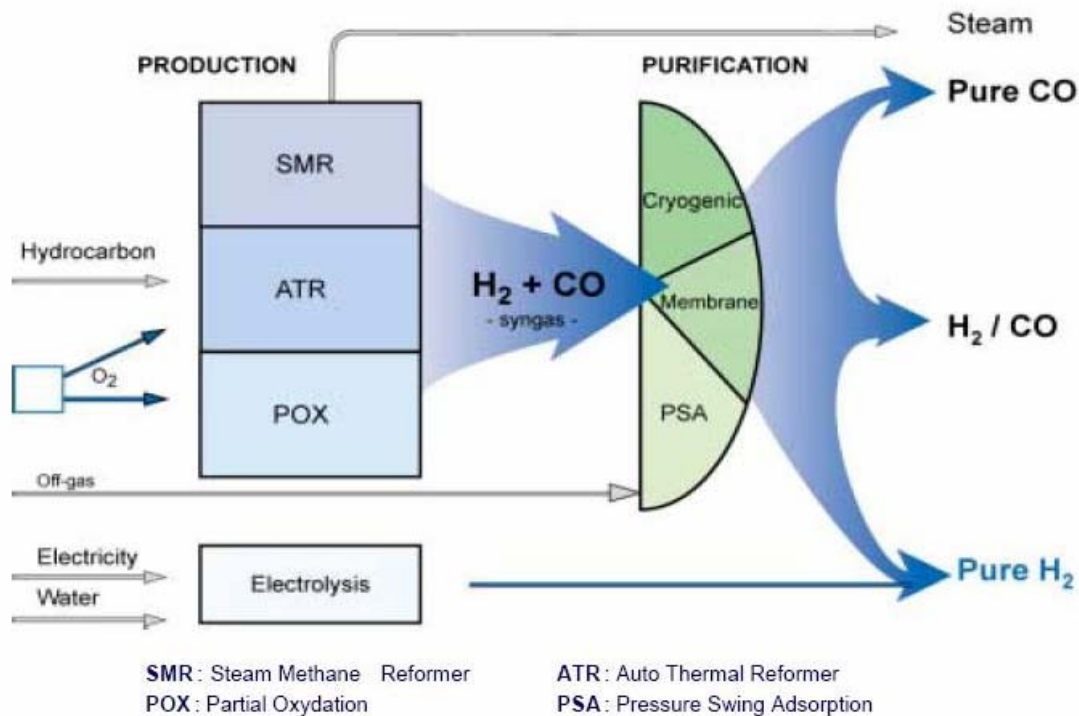 Steam
PRODUCTION
PURIFICATION
Pure CO
SMR
Cryogenic
Hydrocarbon
ATR
H₂ + CO
- syngas -
Membrane
H₂ / CO
O₂
POX
PSA
Off-gas
Electricity
Water
Electrolysis
Pure H₂
SMR : Steam Methane Reformer
ATR : Auto Thermal Reformer
POX : Partial Oxydation
PSA : Pressure Swing Adsorption